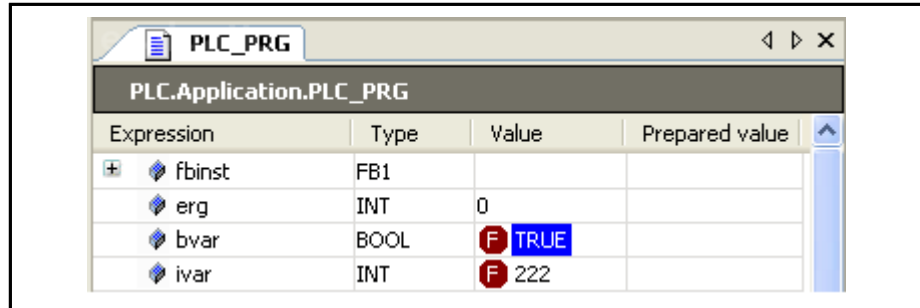 PLC_PRG
PLC.Application.PLC_PRG
Expression Type Value Prepared value
fbinst FB1
erg INT 0
bvar BOOL F TRUE
ivar INT F 222